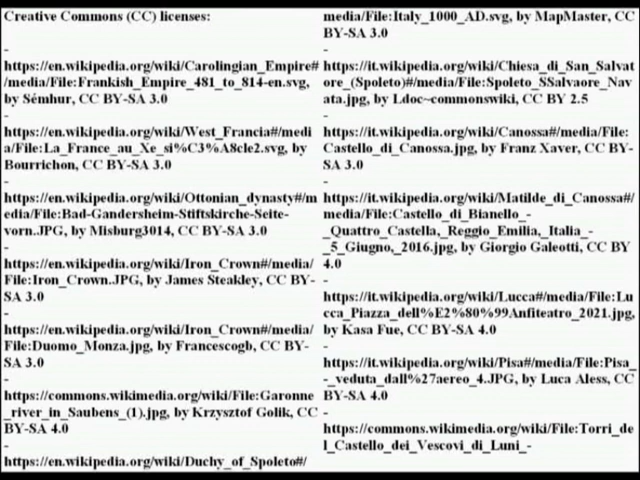 Creative Commons (CC) licenses:
-
https://en.wikipedia.org/wiki/Carolingian_Empire#
/media/File:Frankish_Empire_481_to_814-en.svg,
by Sémhur, CC BY-SA 3.0
-
https://en.wikipedia.org/wiki/West_Francia#/medi
a/File:La_France_au_Xe_si%C3%A8cle2.svg, by
Bourrichon, CC BY-SA 3.0
-
https://en.wikipedia.org/wiki/Ottonian_dynasty#/m
edia/File:Bad-Gandersheim-Stiftskirche-Seite-
vorn.JPG, by Misburg3014, CC BY-SA 3.0
-
https://en.wikipedia.org/wiki/Iron_Crown#/media/
File:Iron_Crown.JPG, by James Steakley, CC BY-
SA 3.0
-
https://en.wikipedia.org/wiki/Iron_Crown#/media/
File:Duomo_Monza.jpg, by Francescogb, CC BY-
SA 3.0
-
https://commons.wikimedia.org/wiki/File:Garonne
_river_in_Saubens_(1).jpg, by Krzysztof Golik, CC
BY-SA 4.0
-
https://en.wikipedia.org/wiki/Duchy_of_Spoleto#/
media/File:Italy_1000_AD.svg, by MapMaster, CC
BY-SA 3.0
-
https://it.wikipedia.org/wiki/Chiesa_di_San_Salvat
ore_(Spoleto)#/media/File:Spoleto_SSalvaore_Nav
ata.jpg, by Ldoc~commonswiki, CC BY 2.5
-
https://it.wikipedia.org/wiki/Canossa#/media/File:
Castello_di_Canossa.jpg, by Franz Xaver, CC BY-
SA 3.0
-
https://it.wikipedia.org/wiki/Matilde_di_Canossa#/
media/File:Castello_di_Bianello_-
_Quattro_Castella,_Reggio_Emilia,_Italia_-
_5_Giugno,_2016.jpg, by Giorgio Galeotti, CC BY
4.0
-
https://it.wikipedia.org/wiki/Lucca#/media/File:Lu
cca_Piazza_dell%E2%80%99Anfiteatro_2021.jpg,
by Kasa Fue, CC BY-SA 4.0
-
https://it.wikipedia.org/wiki/Pisa#/media/File:Pisa_
-_veduta_dall%27aereo_4.JPG, by Luca Aless, CC
BY-SA 4.0
-
https://commons.wikimedia.org/wiki/File:Torri_de
l_Castello_dei_Vescovi_di_Luni_-